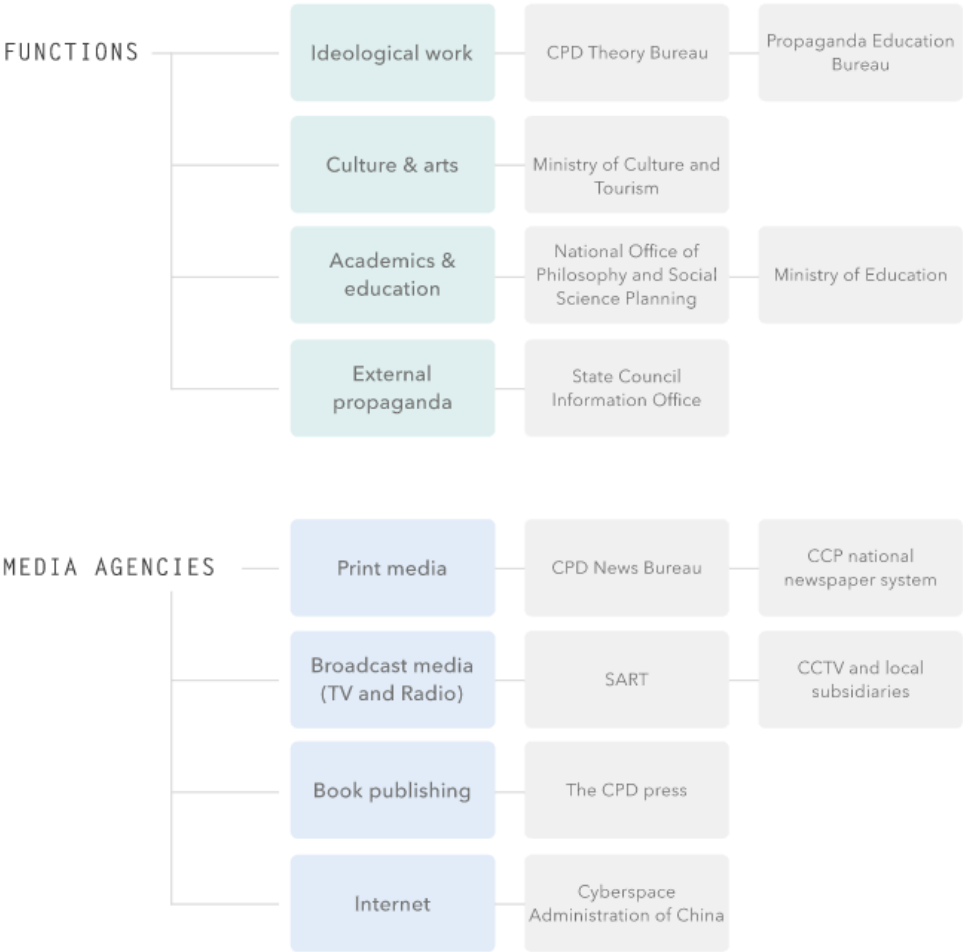 FUNCTIONS
Ideological work
CPD Theory Bureau
Propaganda Education
Bureau
Culture & arts
Ministry of Culture and
Tourism
Academics &
education
National Office of
Philosophy and Social
Science Planning
Ministry of Education
External
propaganda
State Council
Information Office
MEDIA AGENCIES
Print media
CPD News Bureau
CCP national
newspaper system
Broadcast media
(TV and Radio)
SART
CCTV and local
subsidiaries
Book publishing
The CPD press
Internet
Cyberspace
Administration of China